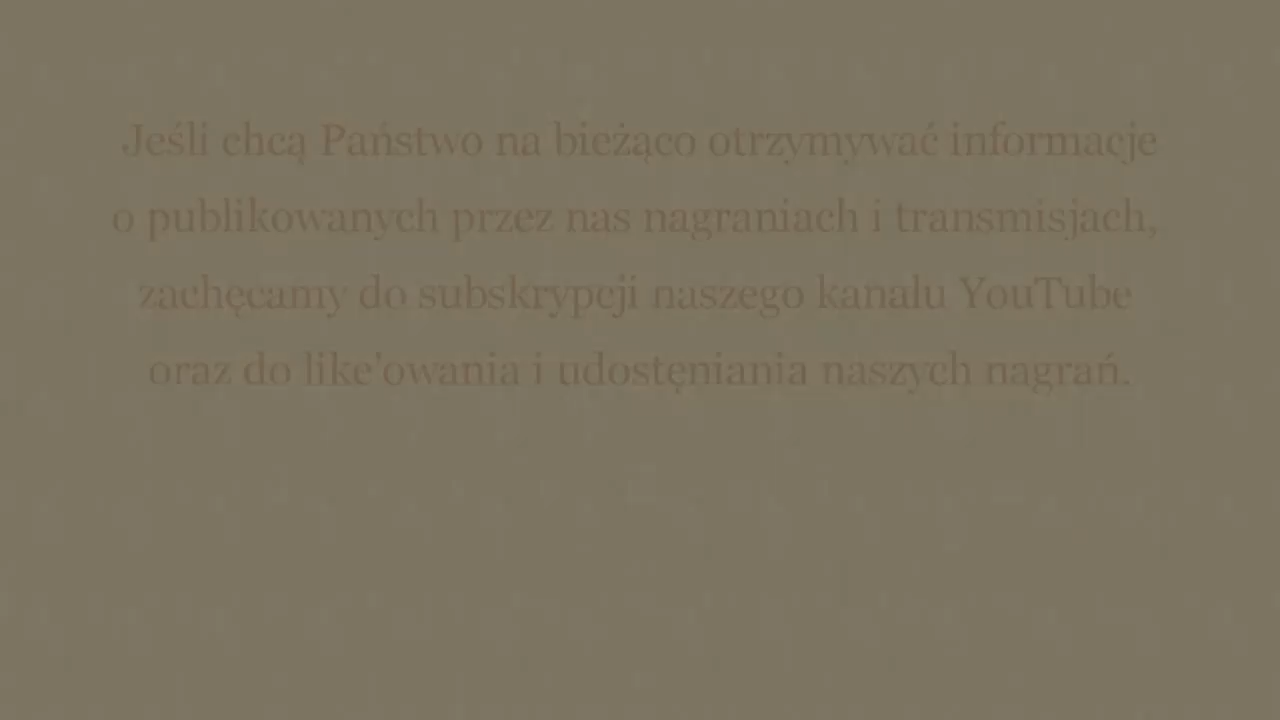 Jeśli chcą Państwo na bieżąco otrzymywać informacje
o publikowanych przez nas nagraniach i transmisjach,
zachęcamy do subskrypcji naszego kanału YouTube
oraz do like'owania i udostęniania naszych nagrań.